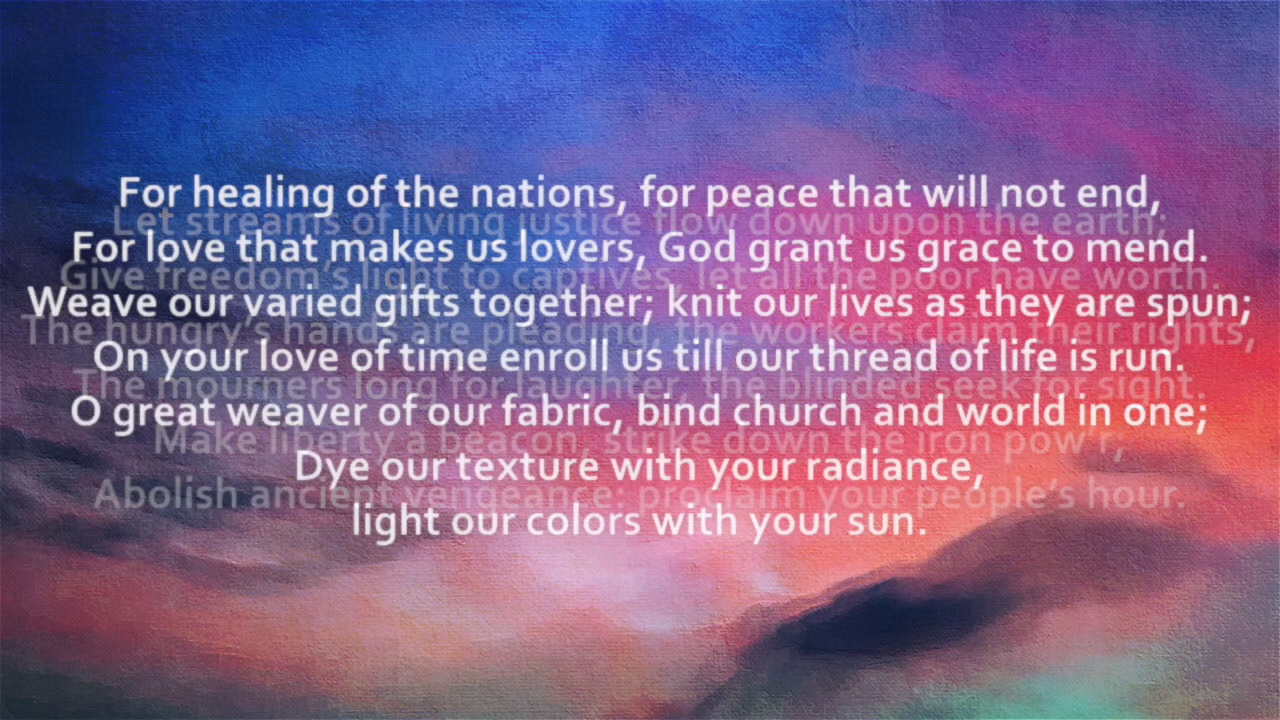 For healing of the nations, for peace that will not end,
Let streams of living justice flow down upon the earth;
For love that makes us lovers, God grant us grace to mend.
Give freedom's light to captives, let all the poor have worth.
Weave our varied gifts together; knit our lives as they are spun;
The hungry's hands are pleading, the workers claim their rights,
On your love of time enroll us till our thread of life is run.
The mourners long for laughter, the blinded seek for sight.
O great weaver of our fabric, bind church and world in one;
Make liberty a beacon, strike down the iron pow'r,
Dye our texture with your radiance,
Abolish ancient vengeance: proclaim your people's hour.
light our colors with your sun.